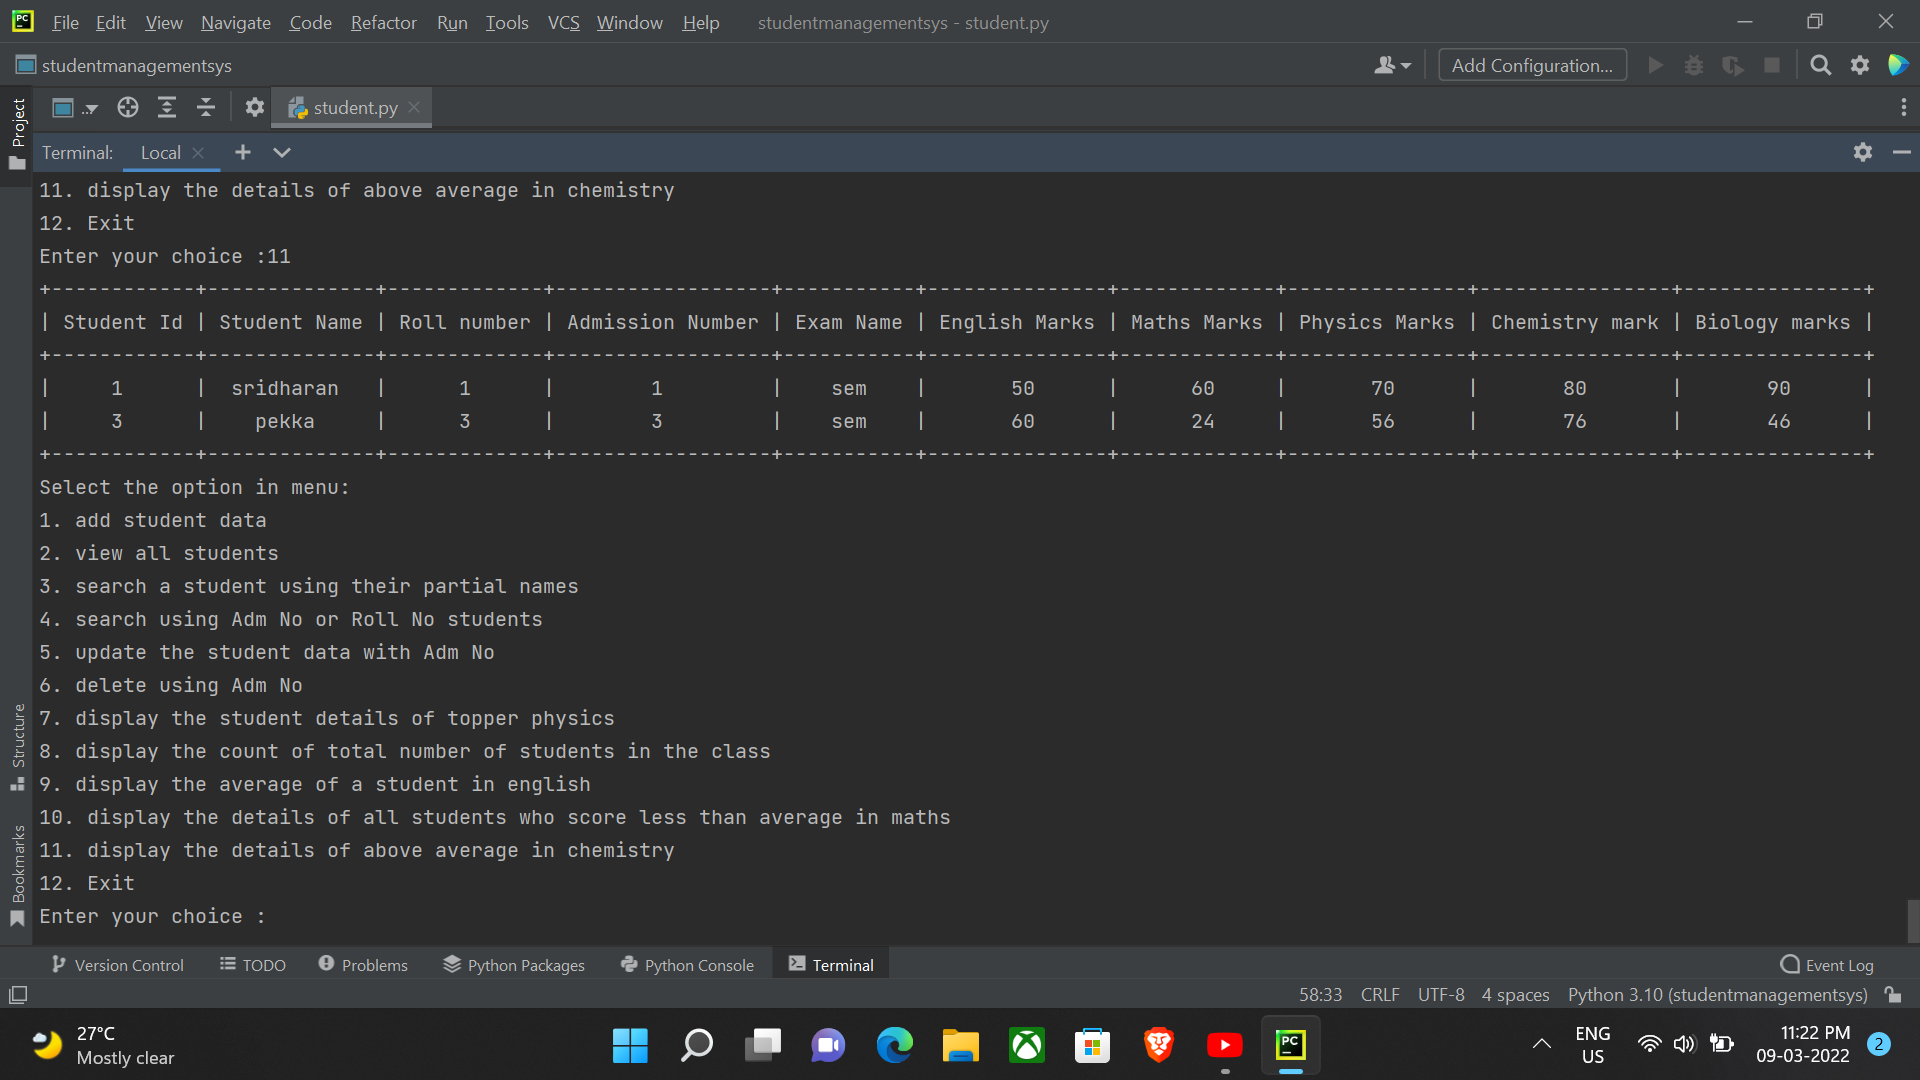 PC File Edit View Navigate Code Refactor Run Tools VCS Window Help studentmanagementsys - student.py
studentmanagementsys Add Configuration...
Project
student.py
Terminal: Local
11. display the details of above average in chemistry
12. Exit
Enter your choice :11
+------------+--------------+-------------+------------------+-----------+---------------+-------------+---------------+----------------+---------------+
| Student Id | Student Name | Roll number | Admission Number | Exam Name | English Marks | Maths Marks | Physics Marks | Chemistry mark | Biology marks |
+------------+--------------+-------------+------------------+-----------+---------------+-------------+---------------+----------------+---------------+
|     1      |  sridharan   |      1      |        1         |    sem    |       50      |      60     |       70      |       80       |       90      |
|     3      |    pekka     |      3      |        3         |    sem    |       60      |      24     |       56      |       76       |       46      |
+------------+--------------+-------------+------------------+-----------+---------------+-------------+---------------+----------------+---------------+
Select the option in menu:
1. add student data
2. view all students
3. search a student using their partial names
4. search using Adm No or Roll No students
5. update the student data with Adm No
6. delete using Adm No
7. display the student details of topper physics
8. display the count of total number of students in the class
9. display the average of a student in english
10. display the details of all students who score less than average in maths
11. display the details of above average in chemistry
12. Exit
Enter your choice :
Structure
Bookmarks
Version Control TODO Problems Python Packages Python Console Terminal Event Log
58:33 CRLF UTF-8 4 spaces Python 3.10 (studentmanagementsys)
27°C
Mostly clear
PC
ENG
US
11:22 PM
09-03-2022
2